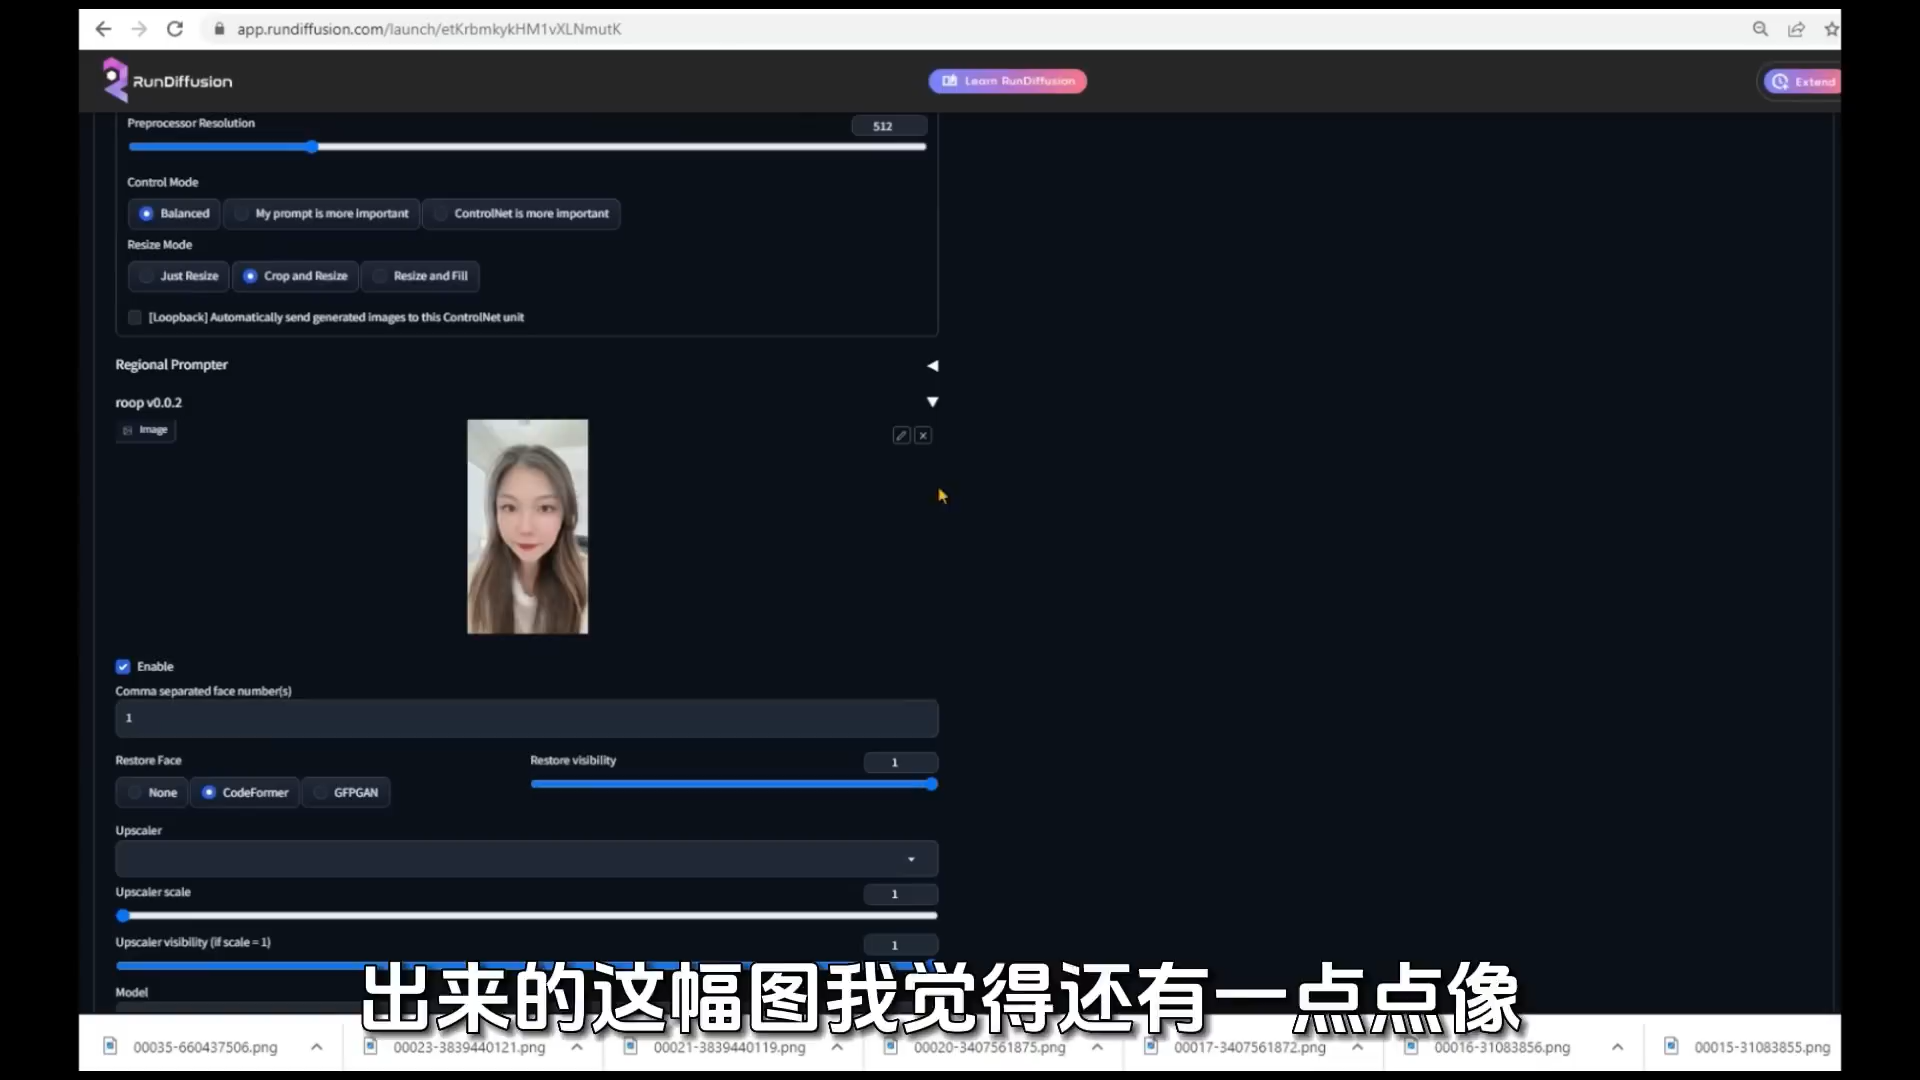 app.rundiffusion.com/launch/etKrbmkykHM1vXLNmutK
RunDiffusion
Learn RunDiffusion
Extend
Preprocessor Resolution
512
Control Mode
Balanced
My prompt is more important
ControlNet is more important
Resize Mode
Just Resize
Crop and Resize
Resize and Fill
[Loopback] Automatically send generated images to this ControlNet unit
Regional Prompter
roop v0.0.2
Image
Enable
Comma separated face number(s)
1
Restore Face
Restore visibility
1
None
CodeFormer
GFPGAN
Upscaler
Upscaler scale
1
Upscaler visibility (if scale = 1)
1
Model
出来的这幅图我觉得还有一点点像
00035-660437506.png
00023-3839440121.png
00021-3839440119.png
00020-3407561875.png
00017-3407561872.png
00016-31083856.png
00015-31083855.png